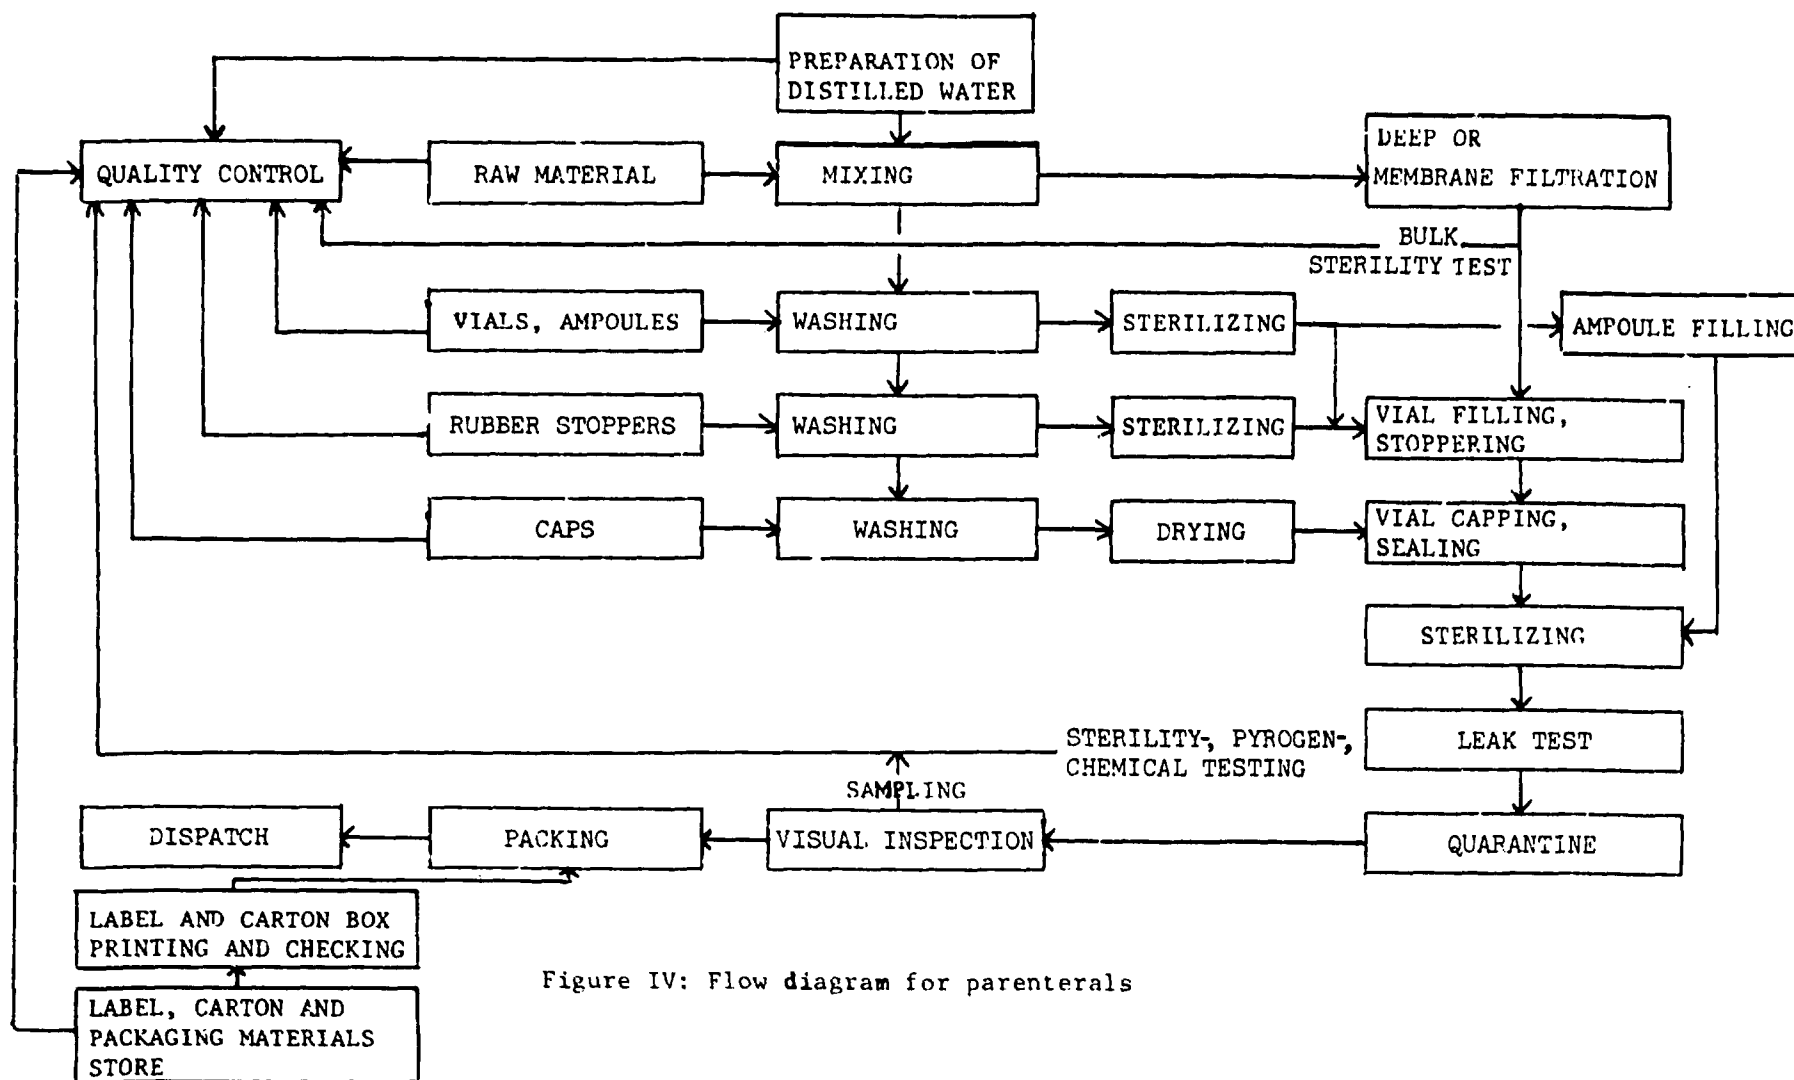 PREPARATION OF
DISTILLED WATER
DEEP OR
MEMBRANE FILTRATION
QUALITY CONTROL
RAW MATERIAL
MIXING
BULK
STERILITY TEST
VIALS, AMPOULES
WASHING
STERILIZING
AMPOULE FILLING
RUBBER STOPPERS
WASHING
STERILIZING
VIAL FILLING,
STOPPERING
CAPS
WASHING
DRYING
VIAL CAPPING,
SEALING
STERILIZING
STERILITY-, PYROGEN-,
CHEMICAL TESTING
LEAK TEST
SAMPLING
DISPATCH
PACKING
VISUAL INSPECTION
QUARANTINE
LABEL AND CARTON BOX
PRINTING AND CHECKING
LABEL, CARTON AND
PACKAGING MATERIALS
STORE
Figure IV: Flow diagram for parenterals